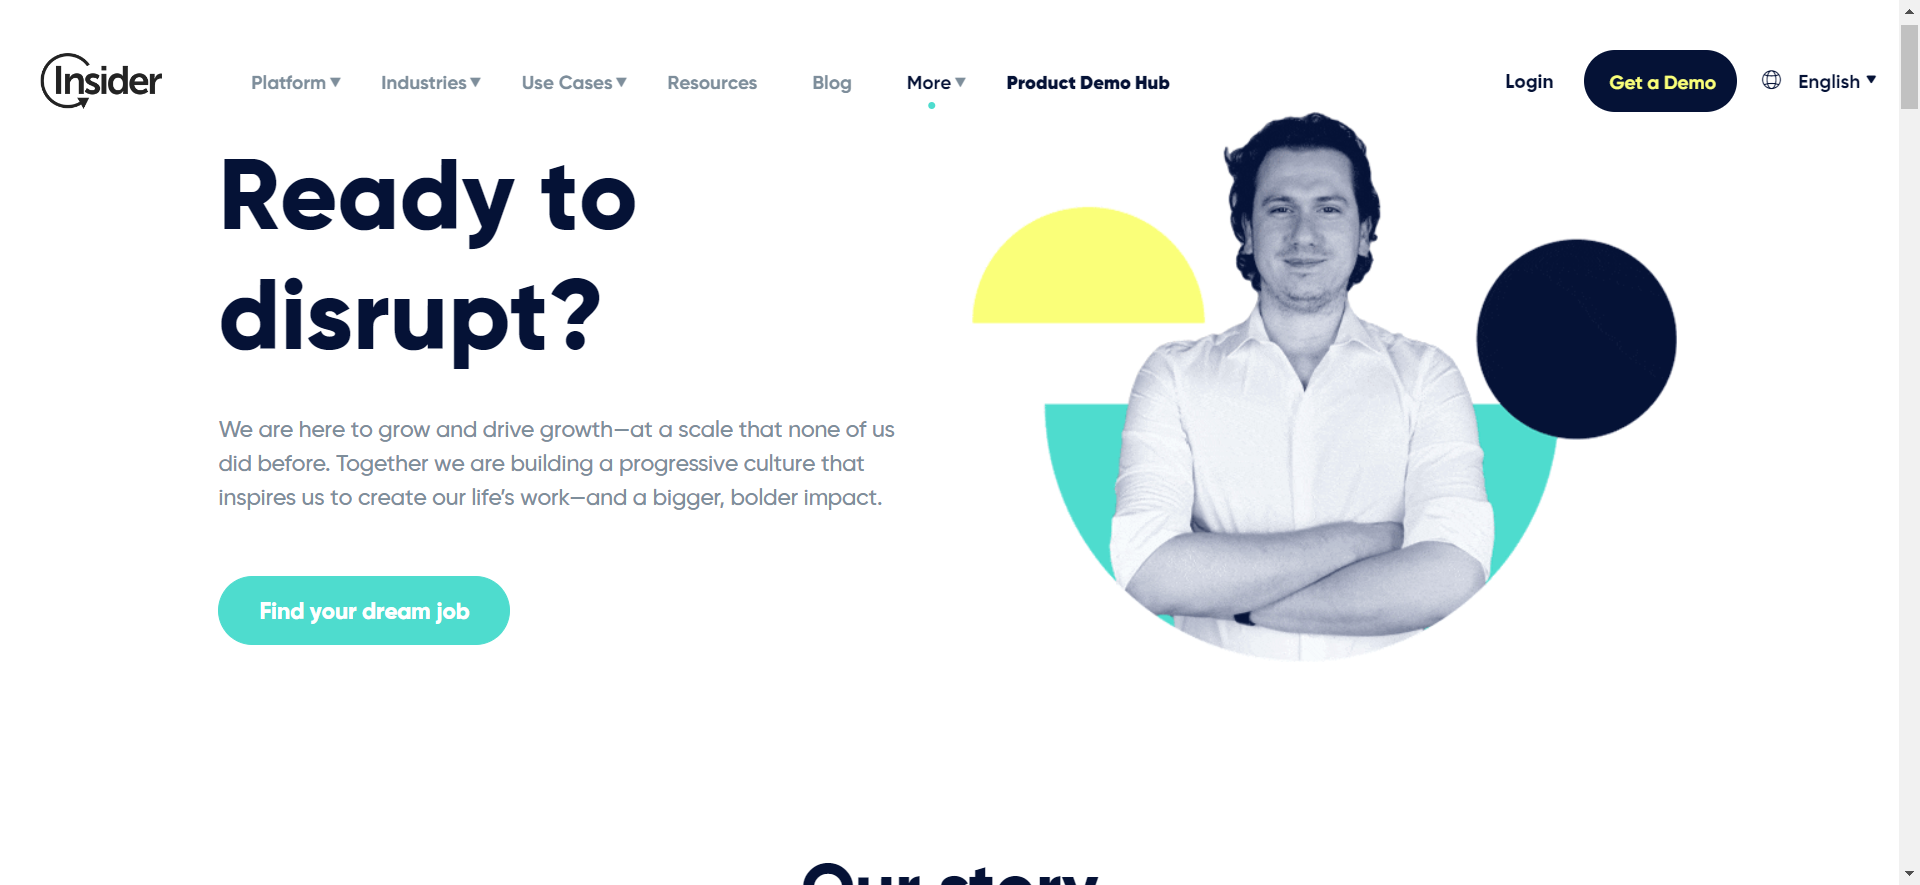 Insider
Platform
Industries
Use Cases
Resources
Blog
More
Product Demo Hub
Login
Get a Demo
English
Ready to
disrupt?
We are here to grow and drive growth—at a scale that none of us
did before. Together we are building a progressive culture that
inspires us to create our life’s work—and a bigger, bolder impact.
Find your dream job
Our story